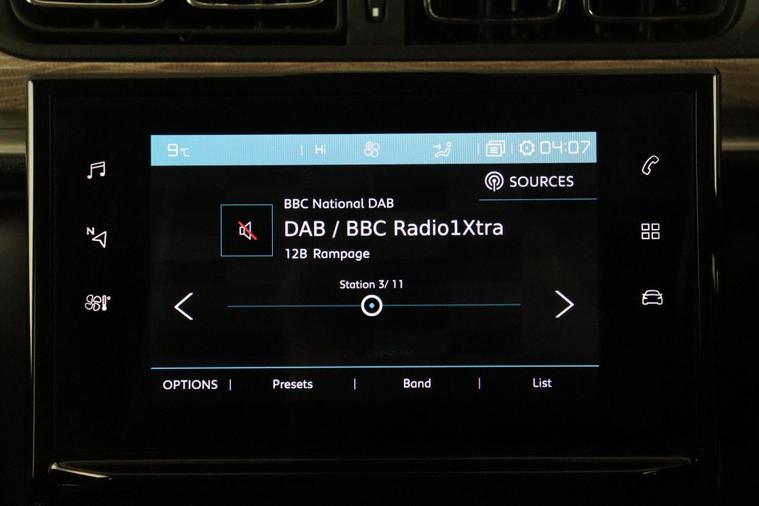 9°C | Hi | | 04:07
SOURCES
BBC National DAB
DAB / BBC Radio1Xtra
12B Rampage
N
Station 3/ 11
OPTIONS | Presets | Band | List